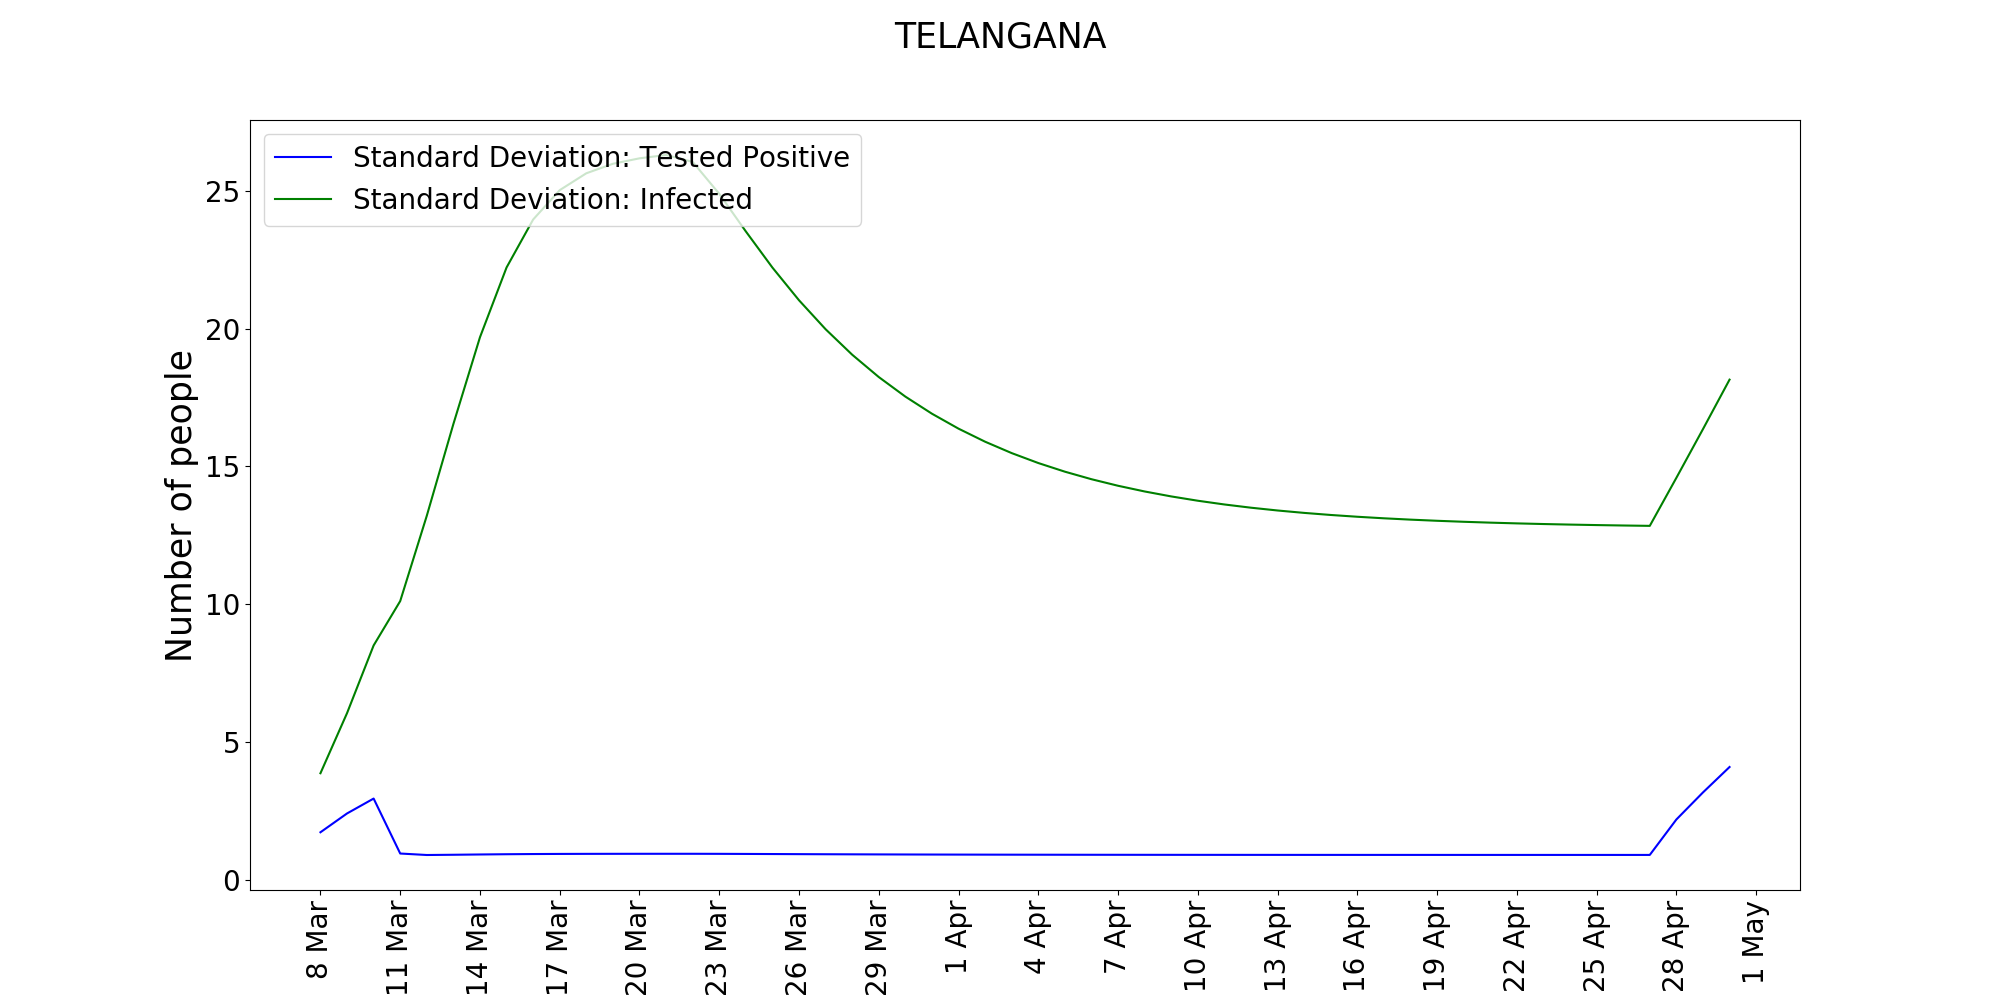 TELANGANA
Standard Deviation: Tested Positive
Standard Deviation: Infected
Number of people
25
20
15
10
5
0
8 Mar
11 Mar
14 Mar
17 Mar
20 Mar
23 Mar
26 Mar
29 Mar
1 Apr
4 Apr
7 Apr
10 Apr
13 Apr
16 Apr
19 Apr
22 Apr
25 Apr
28 Apr
1 May